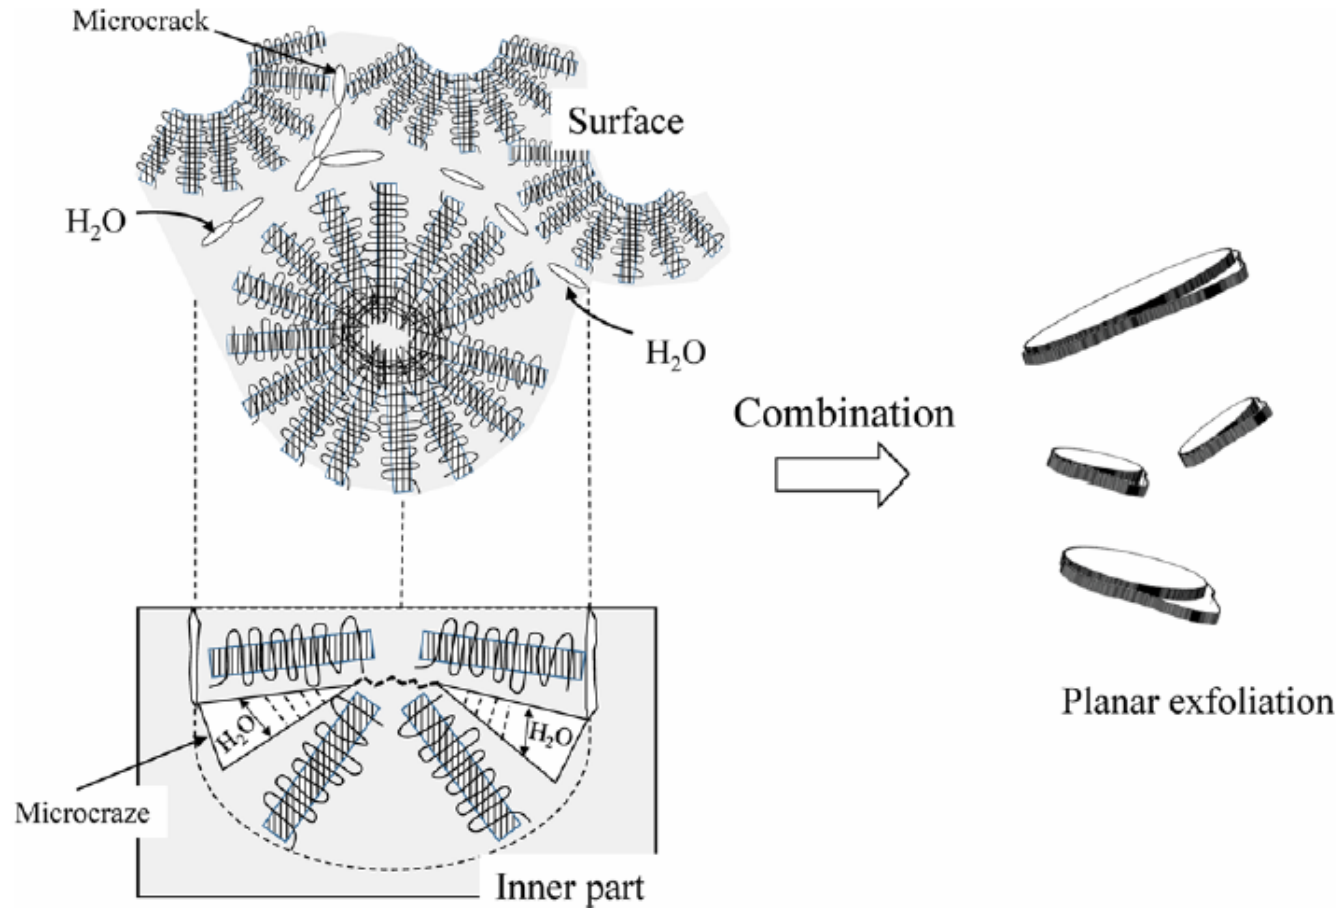 Microcrack
Surface
H₂O
H₂O
Combination
H₂O
H₂O
Planar exfoliation
Microcraze
Inner part